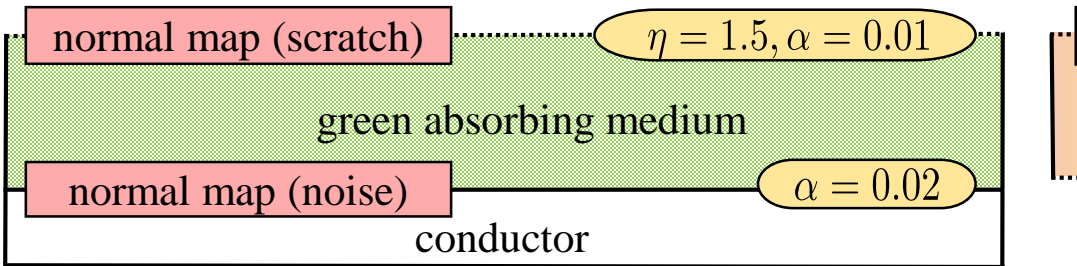 normal map (scratch) η = 1.5, α = 0.01
green absorbing medium
normal map (noise) α = 0.02
conductor